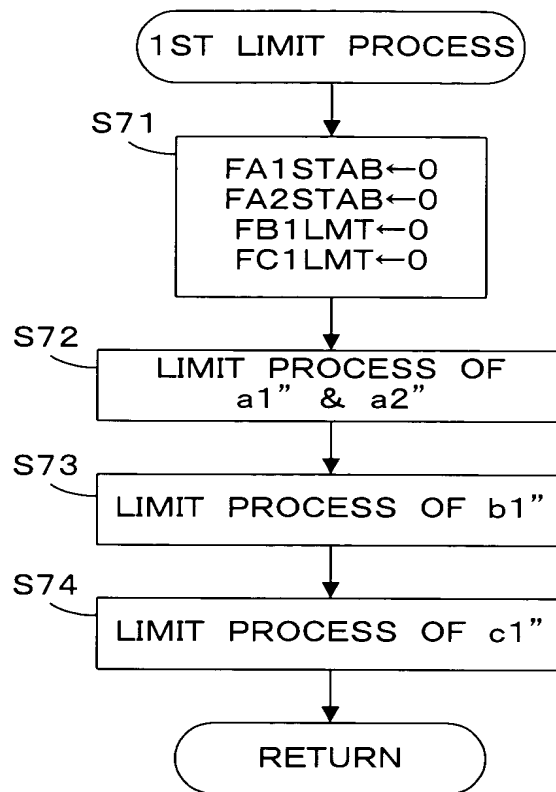 1ST LIMIT PROCESS
S71
FA1STAB←0
FA2STAB←0
FB1LMT←0
FC1LMT←0
S72
LIMIT PROCESS OF
a1" & a2"
S73
LIMIT PROCESS OF b1"
S74
LIMIT PROCESS OF c1"
RETURN